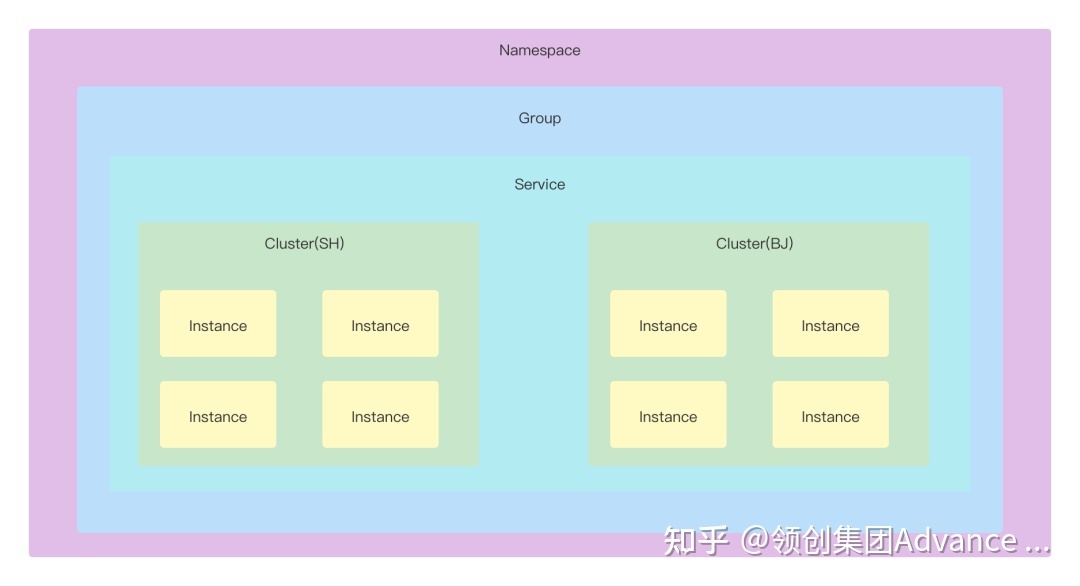 Namespace
Group
Service
Cluster(SH)
Cluster(BJ)
Instance
Instance
Instance
Instance
Instance
Instance
Instance
Instance
知乎 @领创集团Advance ...